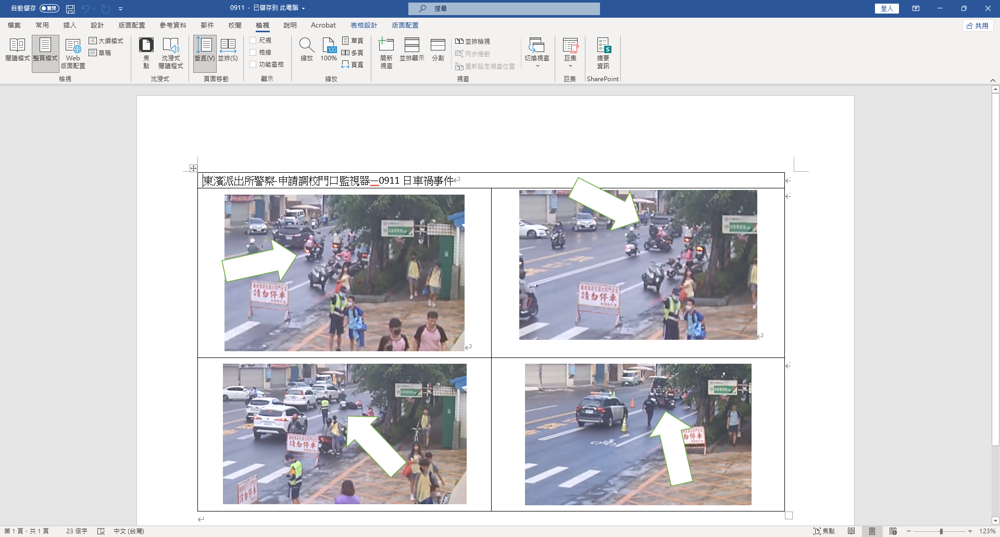 自動儲存 關閉
0911 - 已儲存到 此電腦
搜尋
登入
檔案 常用 插入 設計 版面配置 參考資料 郵件 校閱 檢視 說明 Acrobat 表格設計 版面配置
共用
閱讀模式 整頁模式 Web 版面配置 大綱模式 草稿
檢視
焦點 沈浸式閱讀程式
沈浸式
垂直(V) 並排(S)
頁面移動
尺規
格線
功能窗格
顯示
縮放 100% 100 單頁 多頁 頁寬
縮放
開新視窗 並排顯示 分割
並排檢視
同步捲動
重新設定視窗位置
切換視窗
視窗
巨集
巨集
摘要資訊
SharePoint
東濱派出所警察-申請調校門口監視器—0911 日車禍事件
請勿停車
請勿停車
請勿停車
請勿停車
勿停車
第 1 頁，共 1 頁 23 個字 中文 (台灣)
焦點 123%